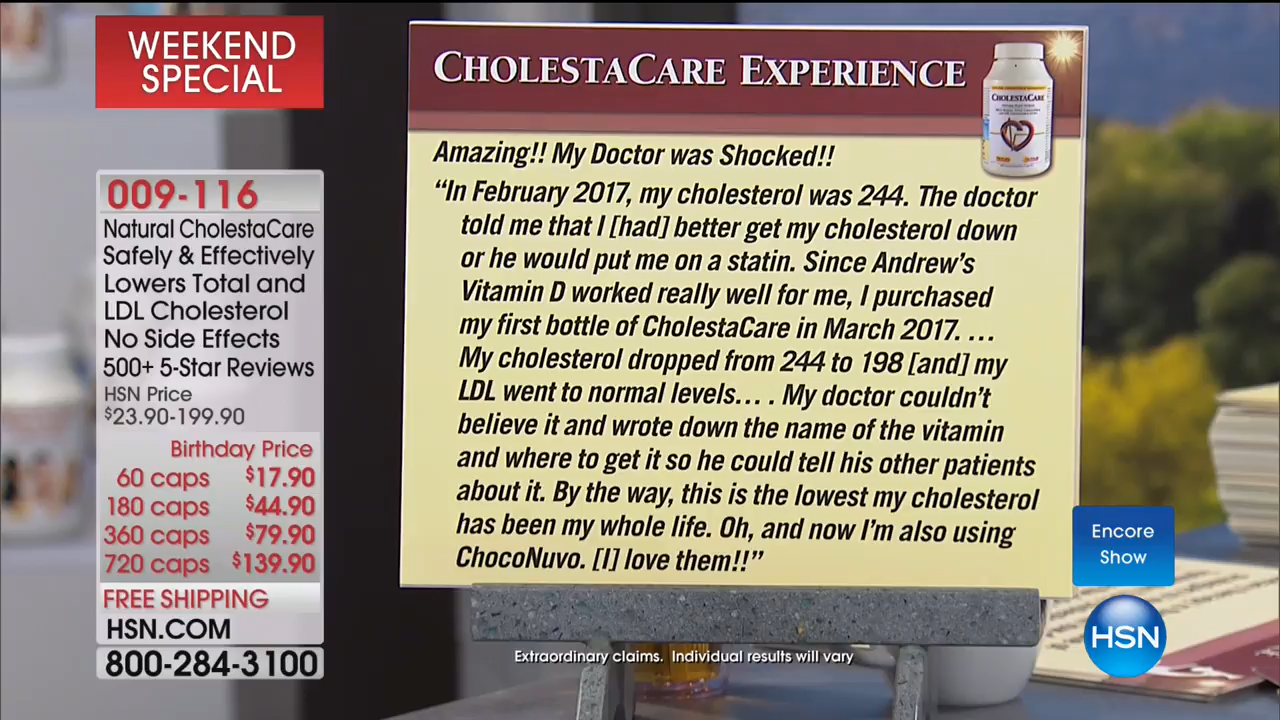 WEEKEND
SPECIAL
009-116
Natural CholestaCare
Safely & Effectively
Lowers Total and
LDL Cholesterol
No Side Effects
500+ 5-Star Reviews
HSN Price
$23.90-199.90
Birthday Price
60 caps $17.90
180 caps $44.90
360 caps $79.90
720 caps $139.90
FREE SHIPPING
HSN.COM
800-284-3100
CHOLESTACARE EXPERIENCE
CHOLESTACARE
Amazing!! My Doctor was Shocked!!
“In February 2017, my cholesterol was 244. The doctor
told me that I [had] better get my cholesterol down
or he would put me on a statin. Since Andrew’s
Vitamin D worked really well for me, I purchased
my first bottle of CholestaCare in March 2017. …
My cholesterol dropped from 244 to 198 [and] my
LDL went to normal levels… . My doctor couldn’t
believe it and wrote down the name of the vitamin
and where to get it so he could tell his other patients
about it. By the way, this is the lowest my cholesterol
has been my whole life. Oh, and now I’m also using
ChocoNuvo. [I] love them!!”
Encore
Show
HSN
Extraordinary claims. Individual results will vary